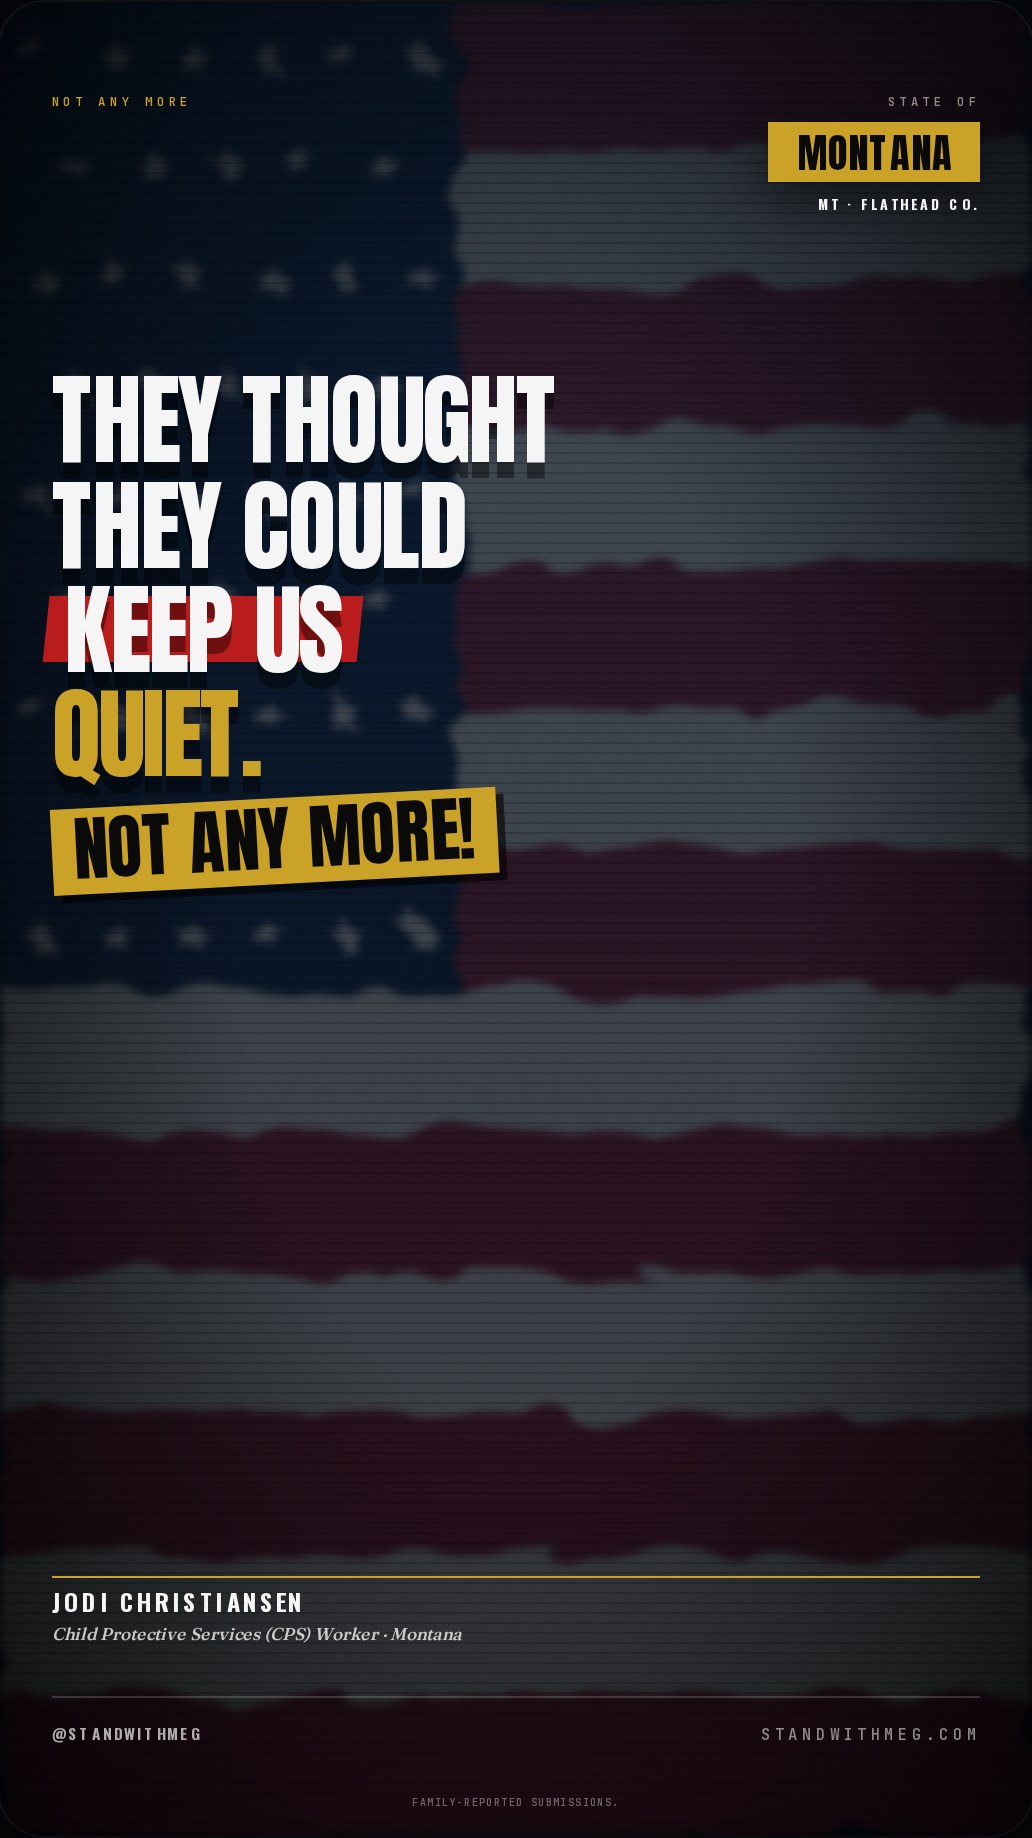 NOT ANY MORE
STATE OF
MONTANA
MT · FLATHEAD CO.
THEY THOUGHT
THEY COULD
KEEP US
QUIET.
NOT ANY MORE!
JODI CHRISTIANSEN
Child Protective Services (CPS) Worker · Montana
@STANDWITHMEG
STANDWITHMEG.COM
FAMILY-REPORTED SUBMISSIONS.